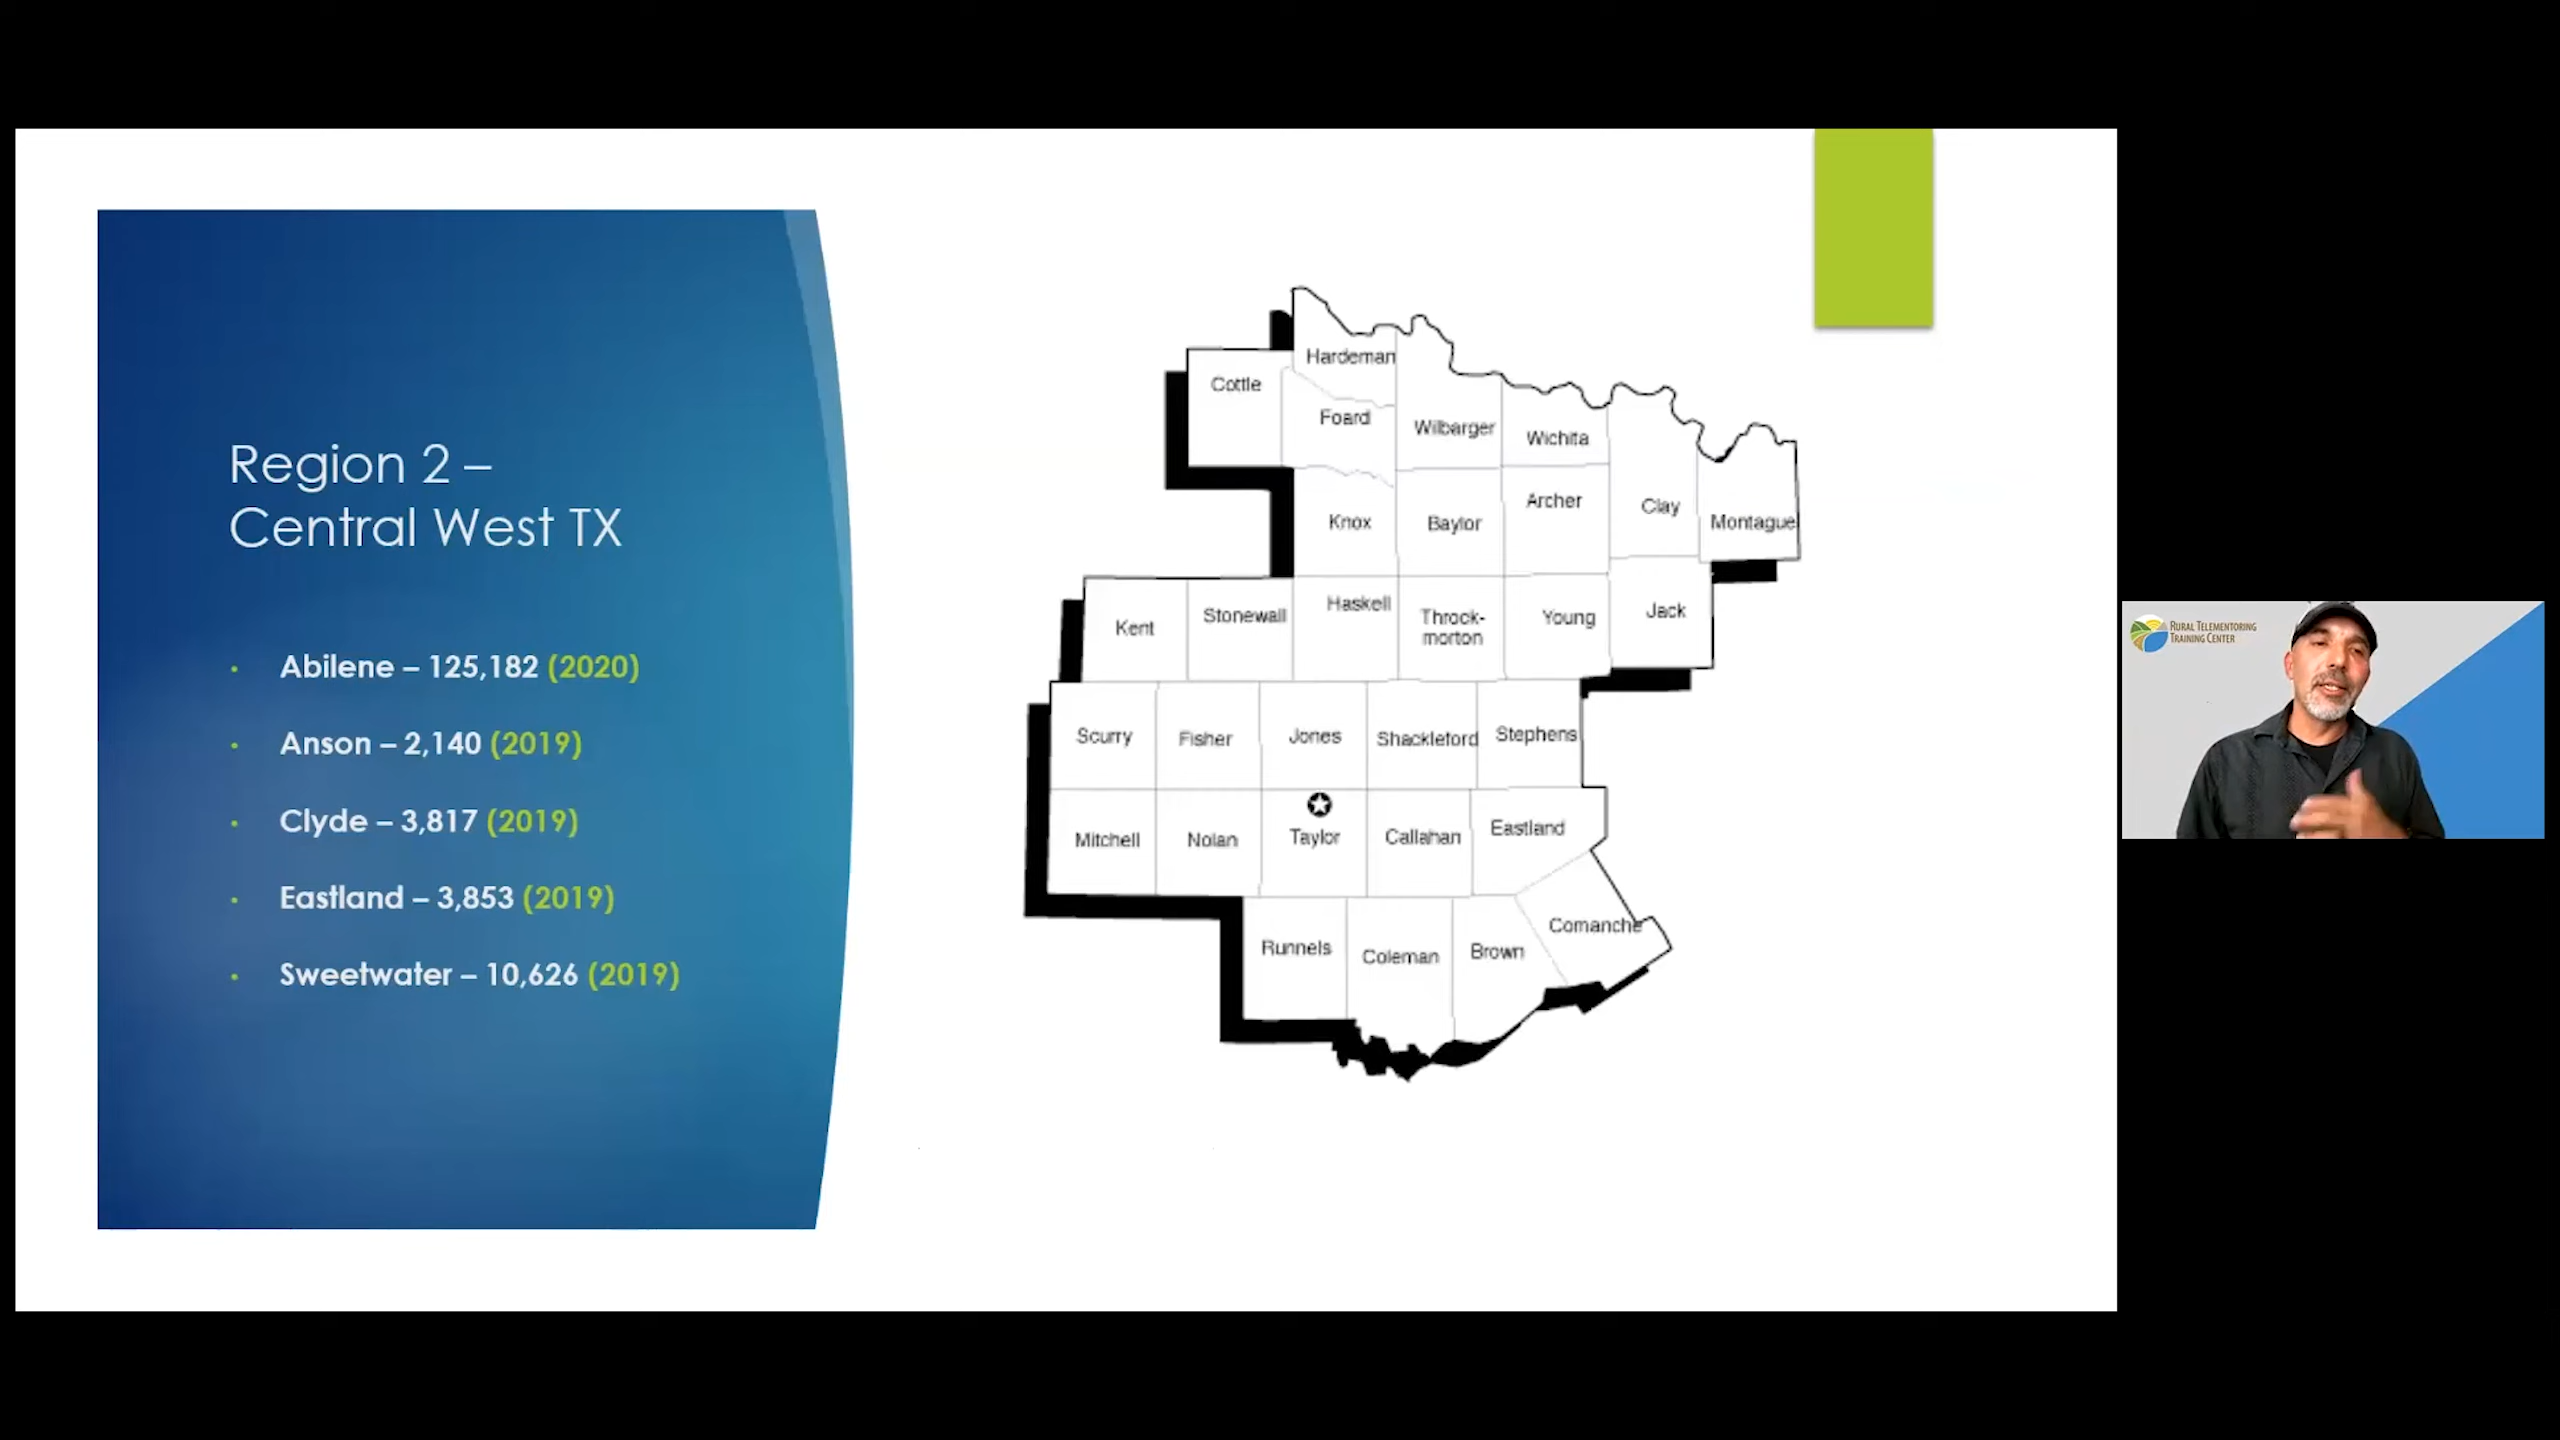 Region 2 –
Central West TX
• Abilene – 125,182 (2020)
• Anson – 2,140 (2019)
• Clyde – 3,817 (2019)
• Eastland – 3,853 (2019)
• Sweetwater – 10,626 (2019)
Hardeman
Cottle
Foard
Wilbarger
Wichita
Archer
Clay
Knox
Baylor
Montague
Kent
Stonewall
Haskell
Throck-
morton
Young
Jack
Scurry
Fisher
Jones
Shackleford
Stephens
Mitchell
Nolan
Taylor
Callahan
Eastland
Runnels
Coleman
Brown
Comanche
RURAL TELEMENTORING
TRAINING CENTER